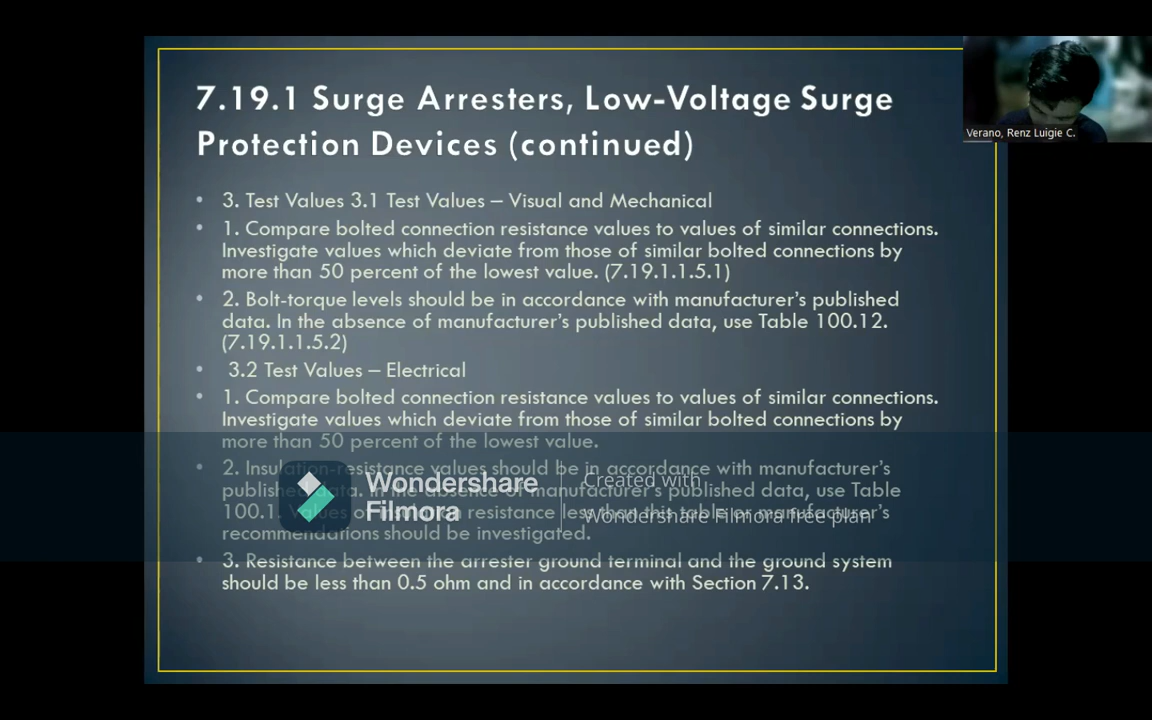 7.19.1 Surge Arresters, Low-Voltage Surge
Protection Devices (continued)
Verano, Renz Luigie C.
• 3. Test Values 3.1 Test Values – Visual and Mechanical
• 1. Compare bolted connection resistance values to values of similar connections.
Investigate values which deviate from those of similar bolted connections by
more than 50 percent of the lowest value. (7.19.1.1.5.1)
• 2. Bolt-torque levels should be in accordance with manufacturer's published
data. In the absence of manufacturer's published data, use Table 100.12.
(7.19.1.1.5.2)
• 3.2 Test Values – Electrical
• 1. Compare bolted connection resistance values to values of similar connections.
Investigate values which deviate from those of similar bolted connections by
more than 50 percent of the lowest value.
• 2. Insulation-resistance values should be in accordance with manufacturer's
published data. In the absence of manufacturer's published data, use Table
100.1. Values of insulation resistance less than this table or manufacturer's
recommendations should be investigated.
• 3. Resistance between the arrester ground terminal and the ground system
should be less than 0.5 ohm and in accordance with Section 7.13.
Wondershare
Filmora
Created with
Wondershare Filmora free plan